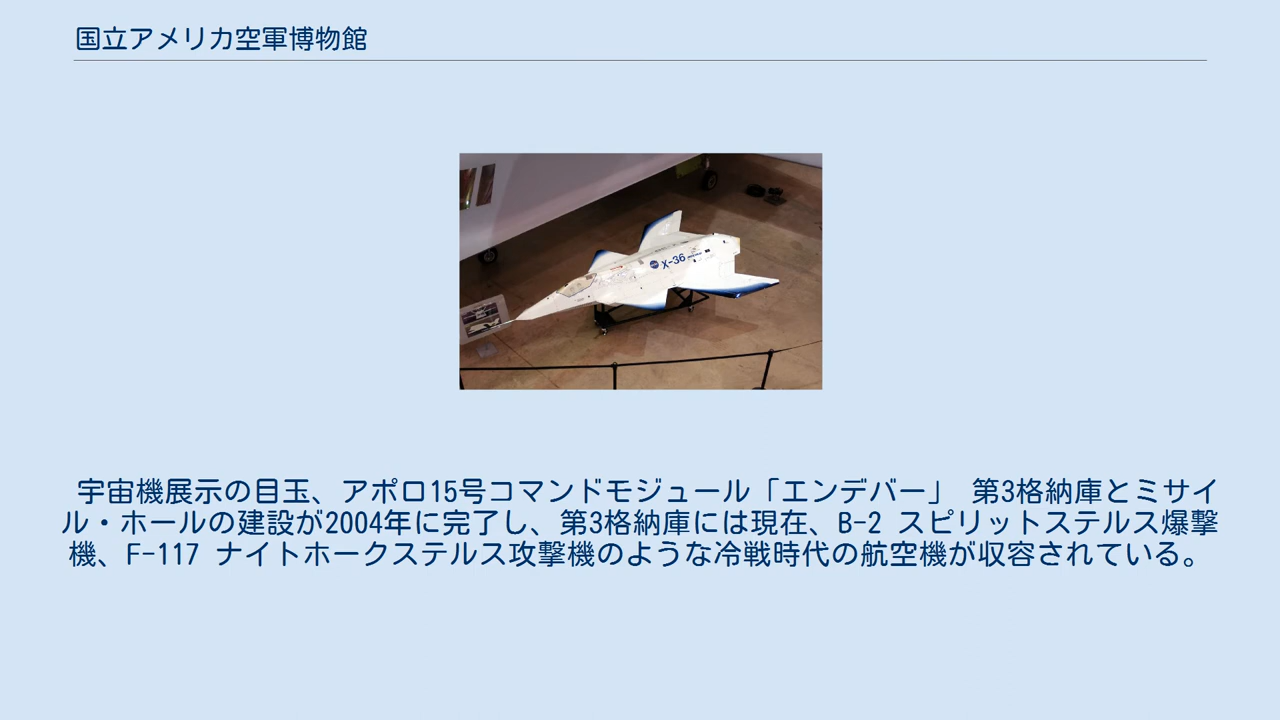 国立アメリカ空軍博物館
X-36
宇宙機展示の目玉、アポロ15号コマンドモジュール「エンデバー」 第3格納庫とミサイ
ル・ホールの建設が2004年に完了し、第3格納庫には現在、B-2 スピリットステルス爆撃
機、F-117 ナイトホークステルス攻撃機のような冷戦時代の航空機が収容されている。